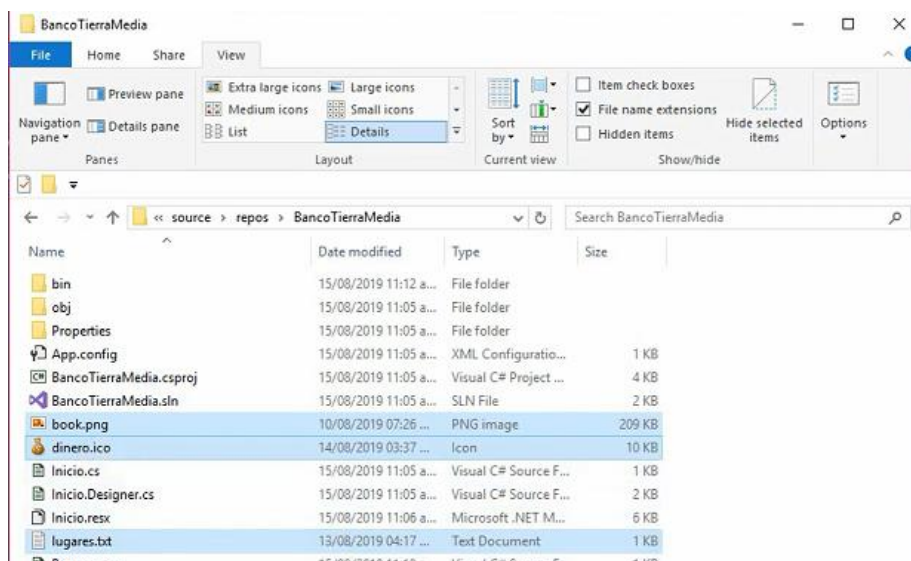 BancoTierraMedia
File Home Share View
Preview pane
Details pane
Navigation pane
Panes
Extra large icons Large icons
Medium icons Small icons
List Details
Layout
Sort by
Current view
Item check boxes
File name extensions
Hidden items
Show/hide
Hide selected items
Options
« source > repos > BancoTierraMedia
Search BancoTierraMedia
Name Date modified Type Size
bin 15/08/2019 11:12 a... File folder
obj 15/08/2019 11:05 a... File folder
Properties 15/08/2019 11:05 a... File folder
App.config 15/08/2019 11:05 a... XML Configuratio... 1 KB
BancoTierraMedia.csproj 15/08/2019 11:05 a... Visual C# Project ... 4 KB
BancoTierraMedia.sln 15/08/2019 11:05 a... SLN File 2 KB
book.png 10/08/2019 07:26 ... PNG image 209 KB
dinero.ico 14/08/2019 03:37 ... Icon 10 KB
Inicio.cs 15/08/2019 11:05 a... Visual C# Source F... 1 KB
Inicio.Designer.cs 15/08/2019 11:05 a... Visual C# Source F... 2 KB
Inicio.resx 15/08/2019 11:06 a... Microsoft .NET M... 6 KB
lugares.txt 13/08/2019 04:17 ... Text Document 1 KB